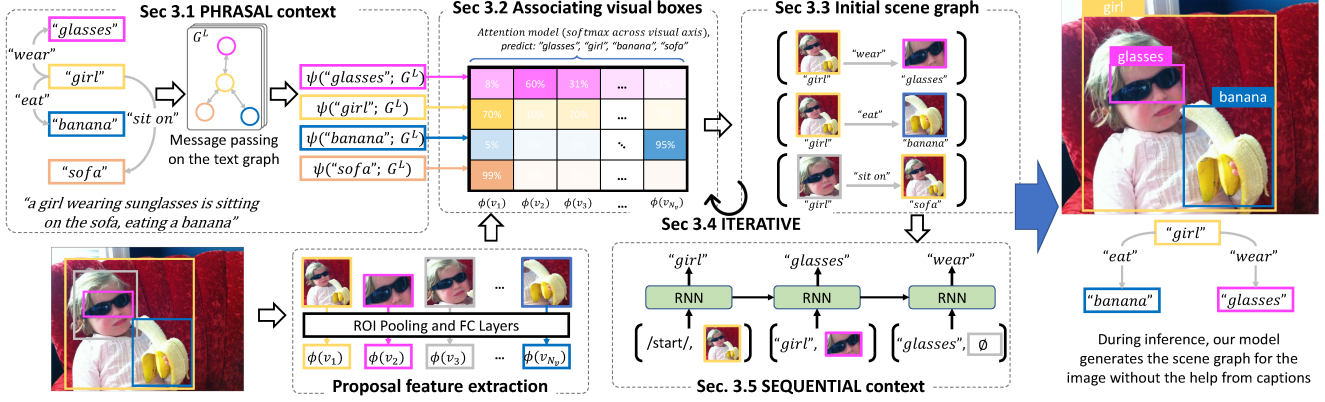 Sec 3.1 PHRASAL context
"glasses"
"wear"
"girl"
"eat"
"banana"
"sit on"
"sofa"
G^L
Message passing
on the text graph
"a girl wearing sunglasses is sitting
on the sofa, eating a banana"
ψ("glasses"; G^L)
ψ("girl"; G^L)
ψ("banana"; G^L)
ψ("sofa"; G^L)
Sec 3.2 Associating visual boxes
Attention model (softmax across visual axis),
predict: "glasses", "girl", "banana", "sofa"
8% 60% 31% ...
70% ...
5% ⋱ 95%
99% ...
ϕ(v₁) ϕ(v₂) ϕ(v₃) ... ϕ(v_{N_v})
Sec 3.4 ITERATIVE
Sec 3.3 Initial scene graph
"wear"
"girl" "glasses"
"eat"
"girl" "banana"
"sit on"
"girl" "sofa"
...
ROI Pooling and FC Layers
ϕ(v₁) ϕ(v₂) ϕ(v₃) ... ϕ(v_{N_v})
Proposal feature extraction
"girl" "glasses" "wear"
RNN RNN RNN
/start/, "girl", "glasses", ∅
Sec. 3.5 SEQUENTIAL context
girl
glasses
banana
"girl"
"eat" "wear"
"banana" "glasses"
During inference, our model
generates the scene graph for the
image without the help from captions